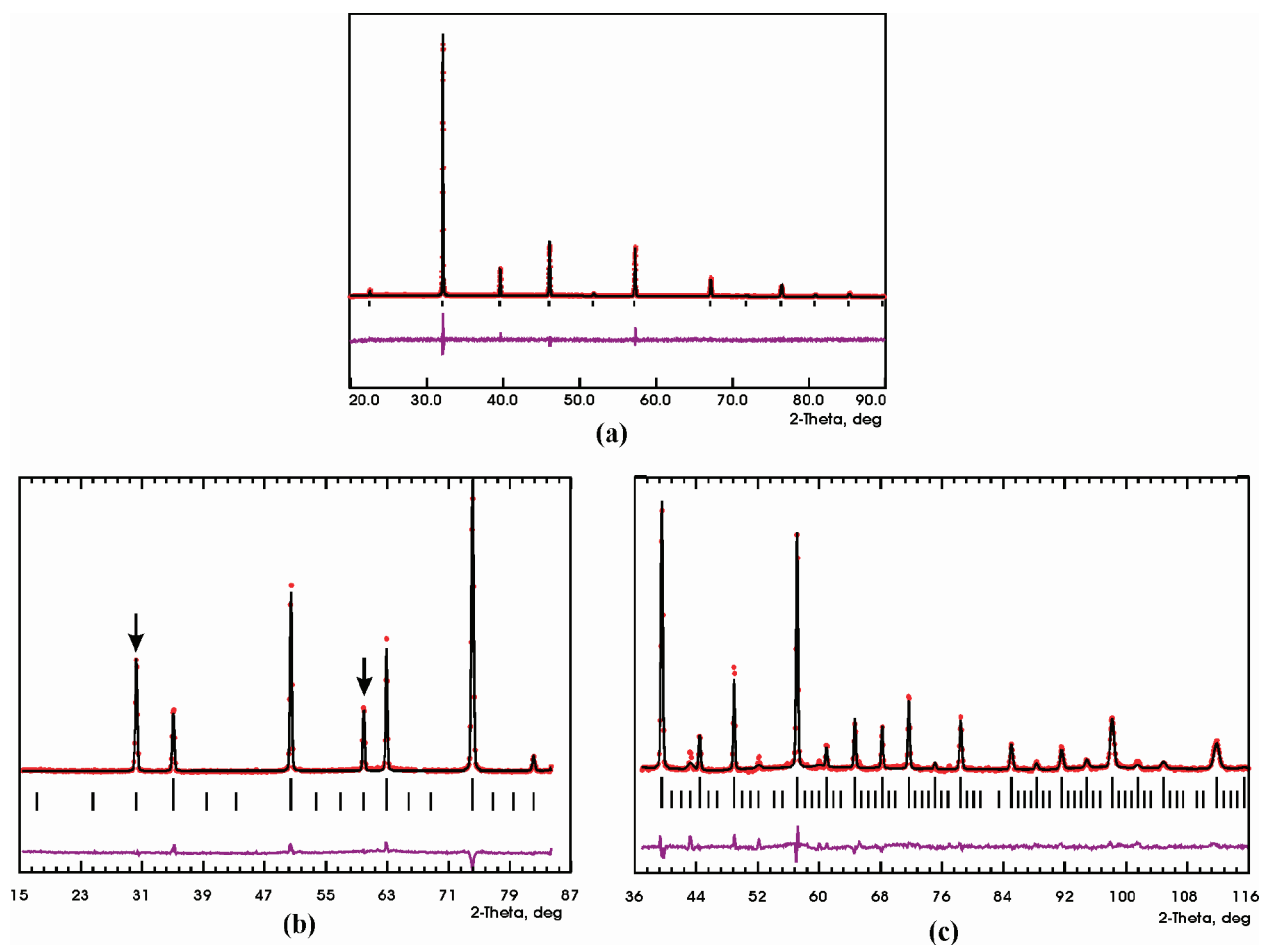 20.0 30.0 40.0 50.0 60.0 70.0 80.0 90.0
2-Theta, deg
(a)
15 23 31 39 47 55 63 71 79 87
2-Theta, deg
(b)
36 44 52 60 68 76 84 92 100 108 116
2-Theta, deg
(c)